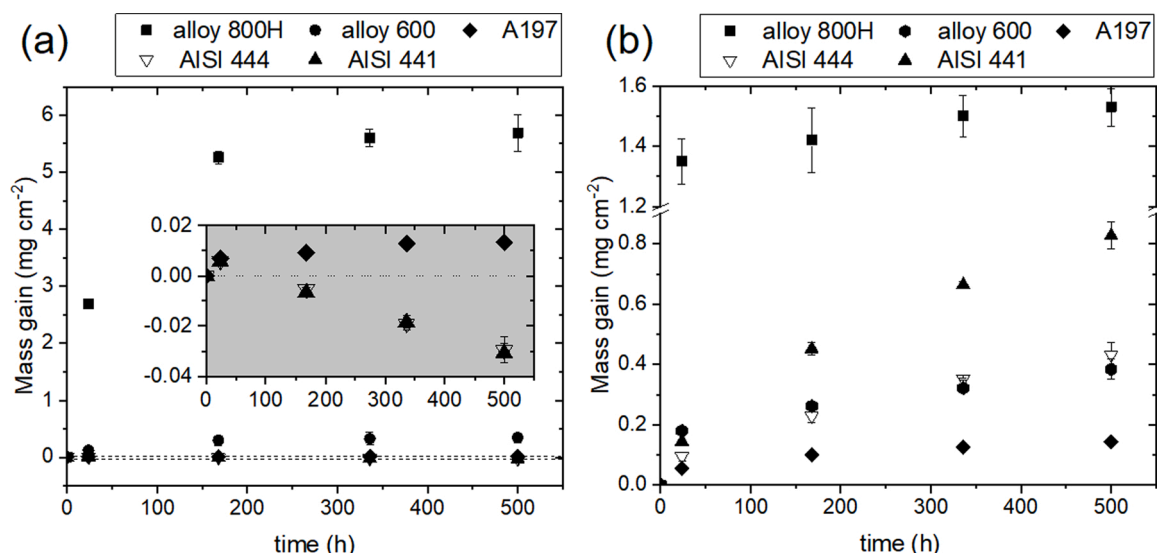 (a)
alloy 800H alloy 600 A197
AISI 444 AISI 441
Mass gain (mg cm-2)
6
5
4
3
2
1
0
0 100 200 300 400 500
time (h)
0.02
0.00
-0.02
-0.04
0 100 200 300 400 500
(b)
alloy 800H alloy 600 A197
AISI 444 AISI 441
Mass gain (mg cm-2)
1.6
1.4
1.2
0.8
0.6
0.4
0.2
0.0
0 100 200 300 400 500
time (h)